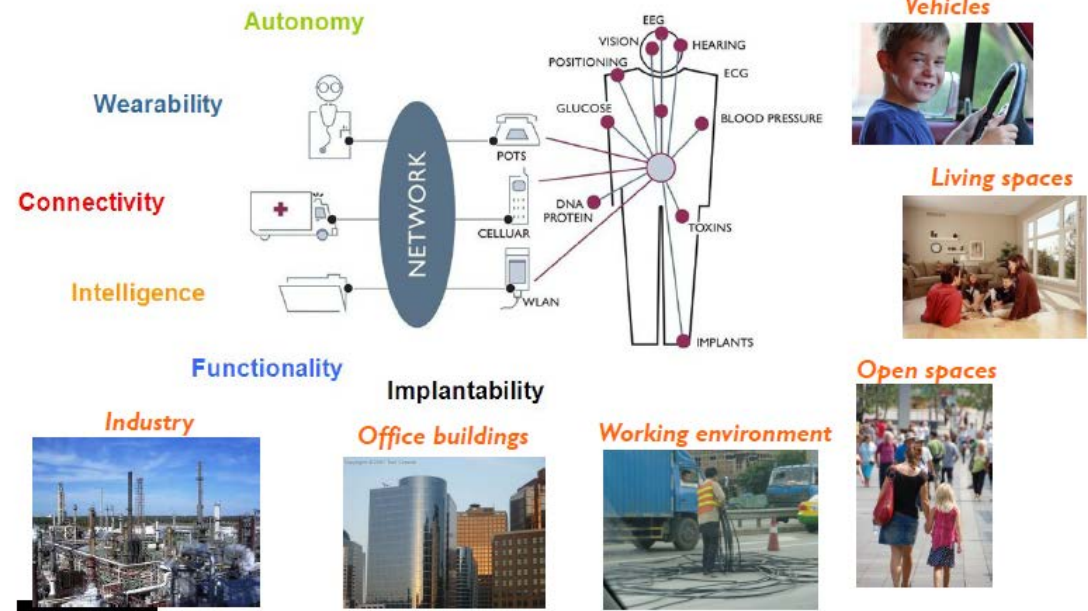 Autonomy
Wearability
Connectivity
Intelligence
Functionality
Implantability
NETWORK
POTS
CELLUAR
WLAN
EEG
VISION
HEARING
POSITIONING
ECG
GLUCOSE
BLOOD PRESSURE
DNA
PROTEIN
TOXINS
IMPLANTS
Vehicles
Living spaces
Open spaces
Industry
Office buildings
Working environment